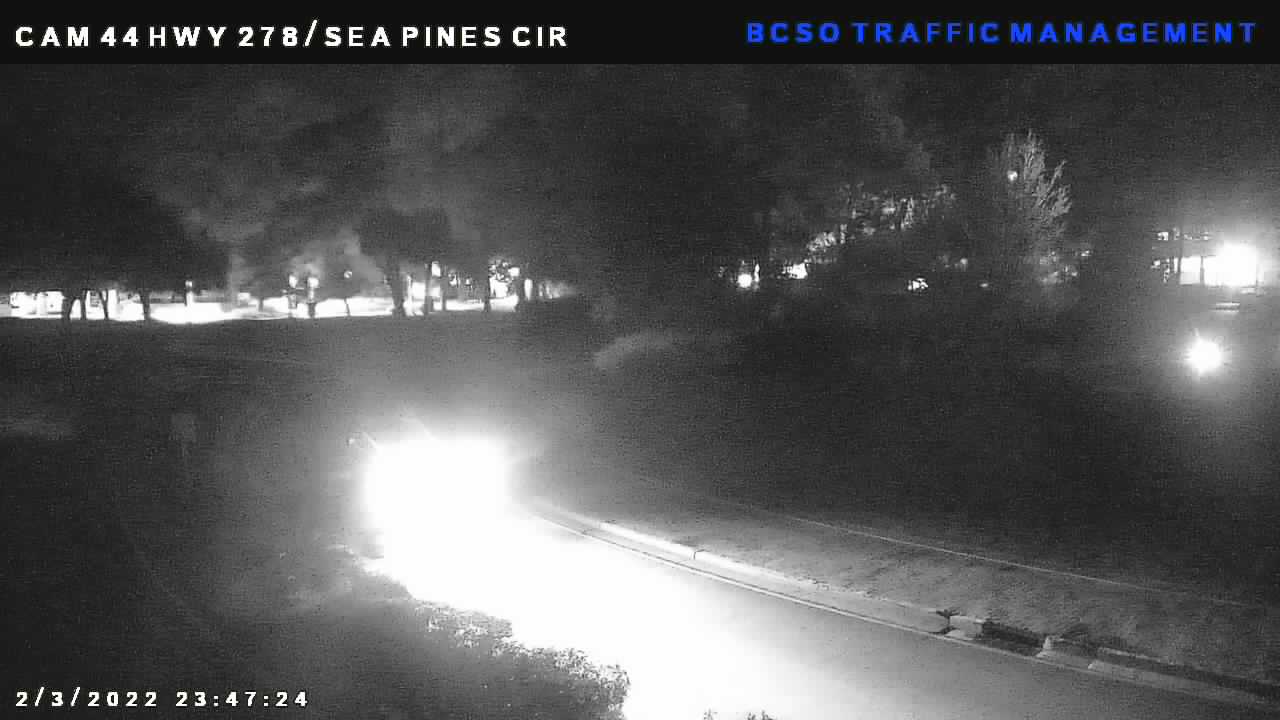 CAM 44 HWY 278/SEA PINES CIR
BCSO TRAFFIC MANAGEMENT
2/3/2022 23:47:24